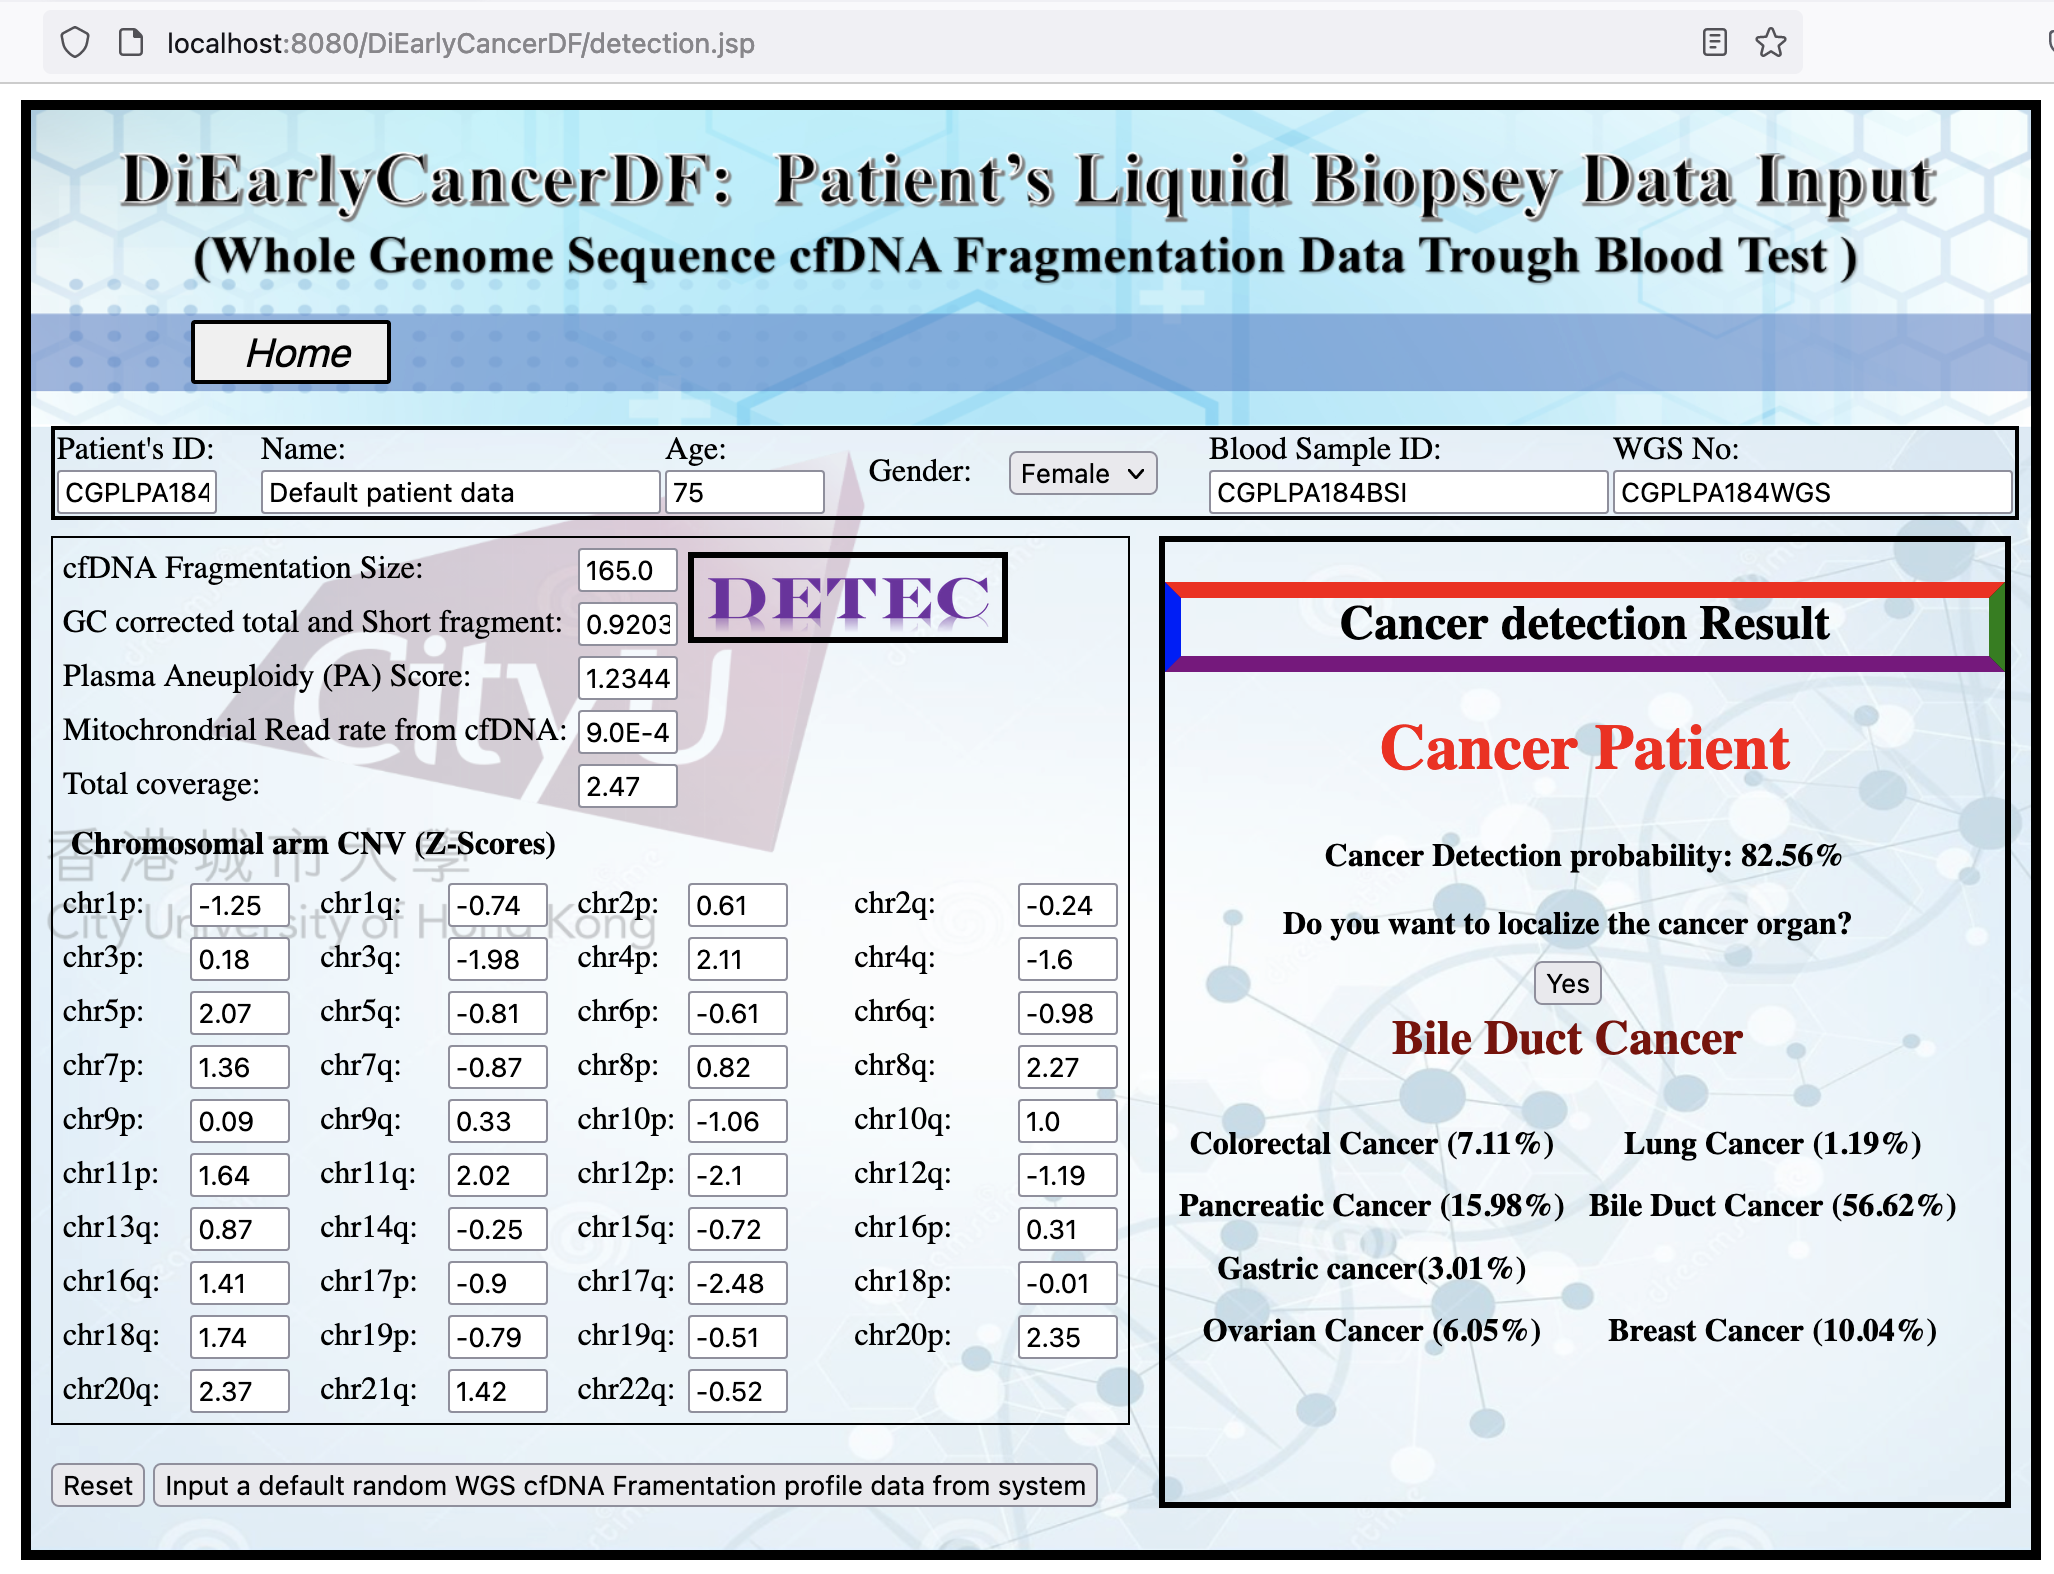 localhost:8080/DiEarlyCancerDF/detection.jsp
DiEarlyCancerDF: Patient’s Liquid Biopsey Data Input
(Whole Genome Sequence cfDNA Fragmentation Data Trough Blood Test )
Home
Patient's ID: Name: Age: Gender: Female Blood Sample ID: WGS No:
CGPLPA184 Default patient data 75 CGPLPA184BSI CGPLPA184WGS
cfDNA Fragmentation Size: 165.0
GC corrected total and Short fragment: 0.9203
Plasma Aneuploidy (PA) Score: 1.2344
Mitochrondrial Read rate from cfDNA: 9.0E-4
Total coverage: 2.47
DETEC
CityU
香港城市大學
City University of Hong Kong
Chromosomal arm CNV (Z-Scores)
chr1p: -1.25 chr1q: -0.74 chr2p: 0.61 chr2q: -0.24
chr3p: 0.18 chr3q: -1.98 chr4p: 2.11 chr4q: -1.6
chr5p: 2.07 chr5q: -0.81 chr6p: -0.61 chr6q: -0.98
chr7p: 1.36 chr7q: -0.87 chr8p: 0.82 chr8q: 2.27
chr9p: 0.09 chr9q: 0.33 chr10p: -1.06 chr10q: 1.0
chr11p: 1.64 chr11q: 2.02 chr12p: -2.1 chr12q: -1.19
chr13q: 0.87 chr14q: -0.25 chr15q: -0.72 chr16p: 0.31
chr16q: 1.41 chr17p: -0.9 chr17q: -2.48 chr18p: -0.01
chr18q: 1.74 chr19p: -0.79 chr19q: -0.51 chr20p: 2.35
chr20q: 2.37 chr21q: 1.42 chr22q: -0.52
Reset Input a default random WGS cfDNA Framentation profile data from system
Cancer detection Result
Cancer Patient
Cancer Detection probability: 82.56%
Do you want to localize the cancer organ?
Yes
Bile Duct Cancer
Colorectal Cancer (7.11%) Lung Cancer (1.19%)
Pancreatic Cancer (15.98%) Bile Duct Cancer (56.62%)
Gastric cancer(3.01%)
Ovarian Cancer (6.05%) Breast Cancer (10.04%)